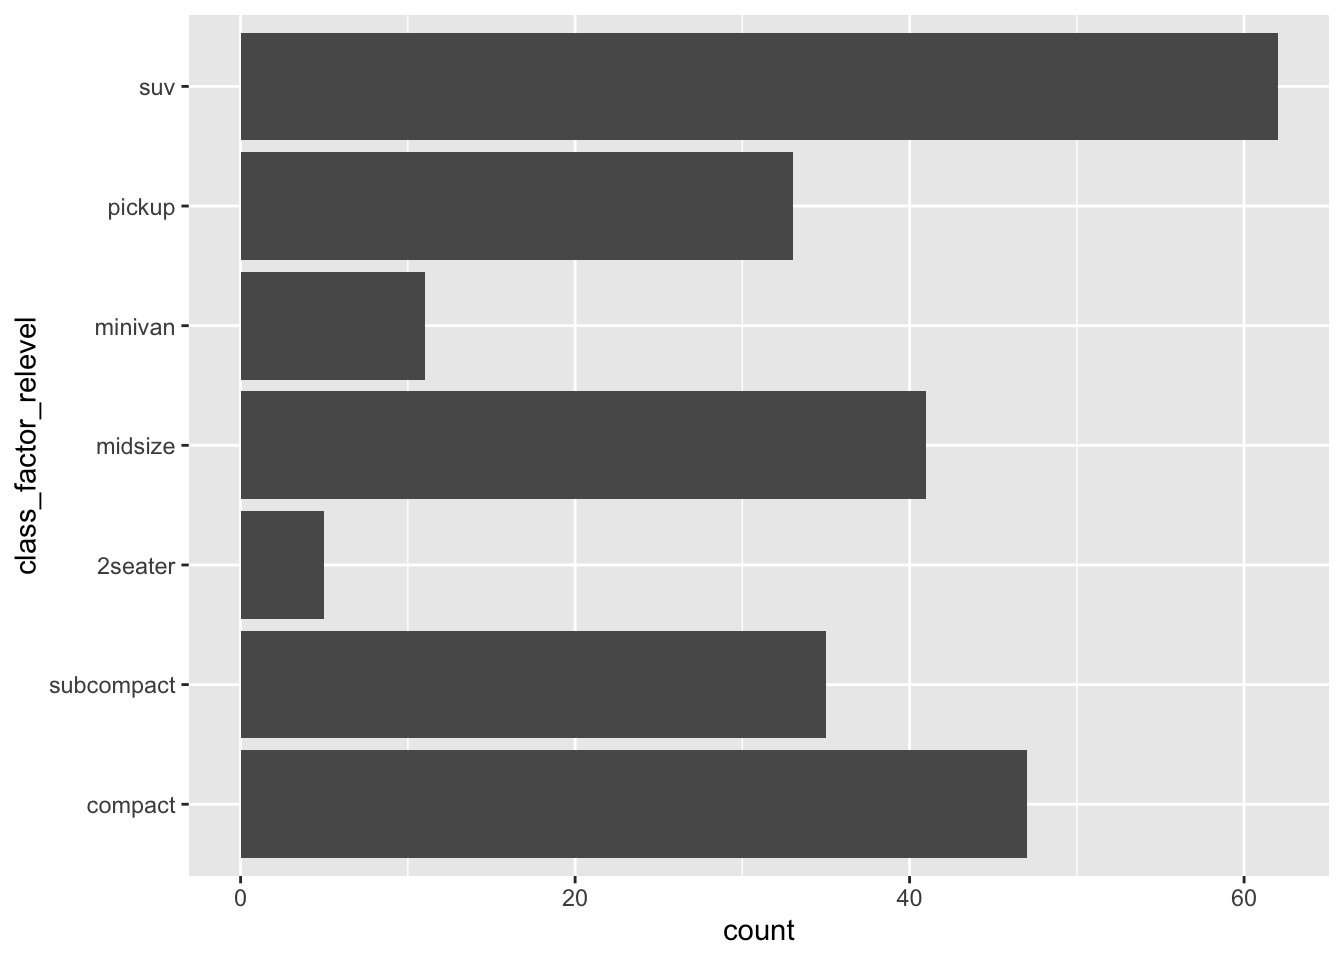 suv
pickup
minivan
midsize
2seater
subcompact
compact
class_factor_relevel
0 20 40 60
count